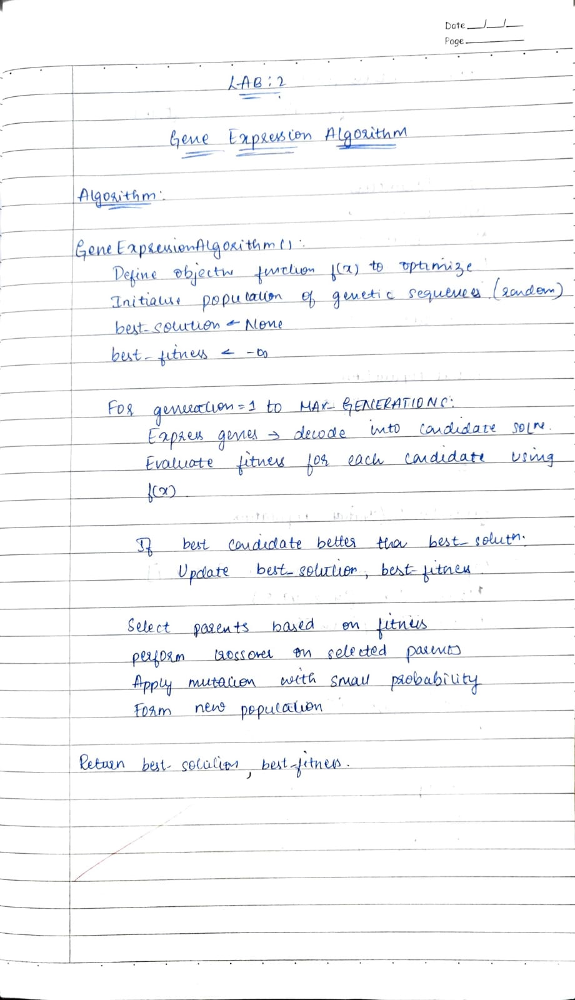 Date
Page
LAB: 2
Gene Expression Algorithm
Algorithm:
GeneExpressionAlgorithm():
Define objectiv function f(x) to optimize
Initialise population of genetic sequences (random)
best-solution ← None
best-fitness ← -∞
For generation = 1 to MAX-GENERATIONS:
Express genes → decode into candidate soln.
Evaluate fitness for each candidate using
f(x)
If best candidate better than best-solutn.
Update best-solution, best-fitness
Select parents based on fitness
perform crossover on selected parents
Apply mutation with small probability
Form new population
Return best-solution, best-fitness.